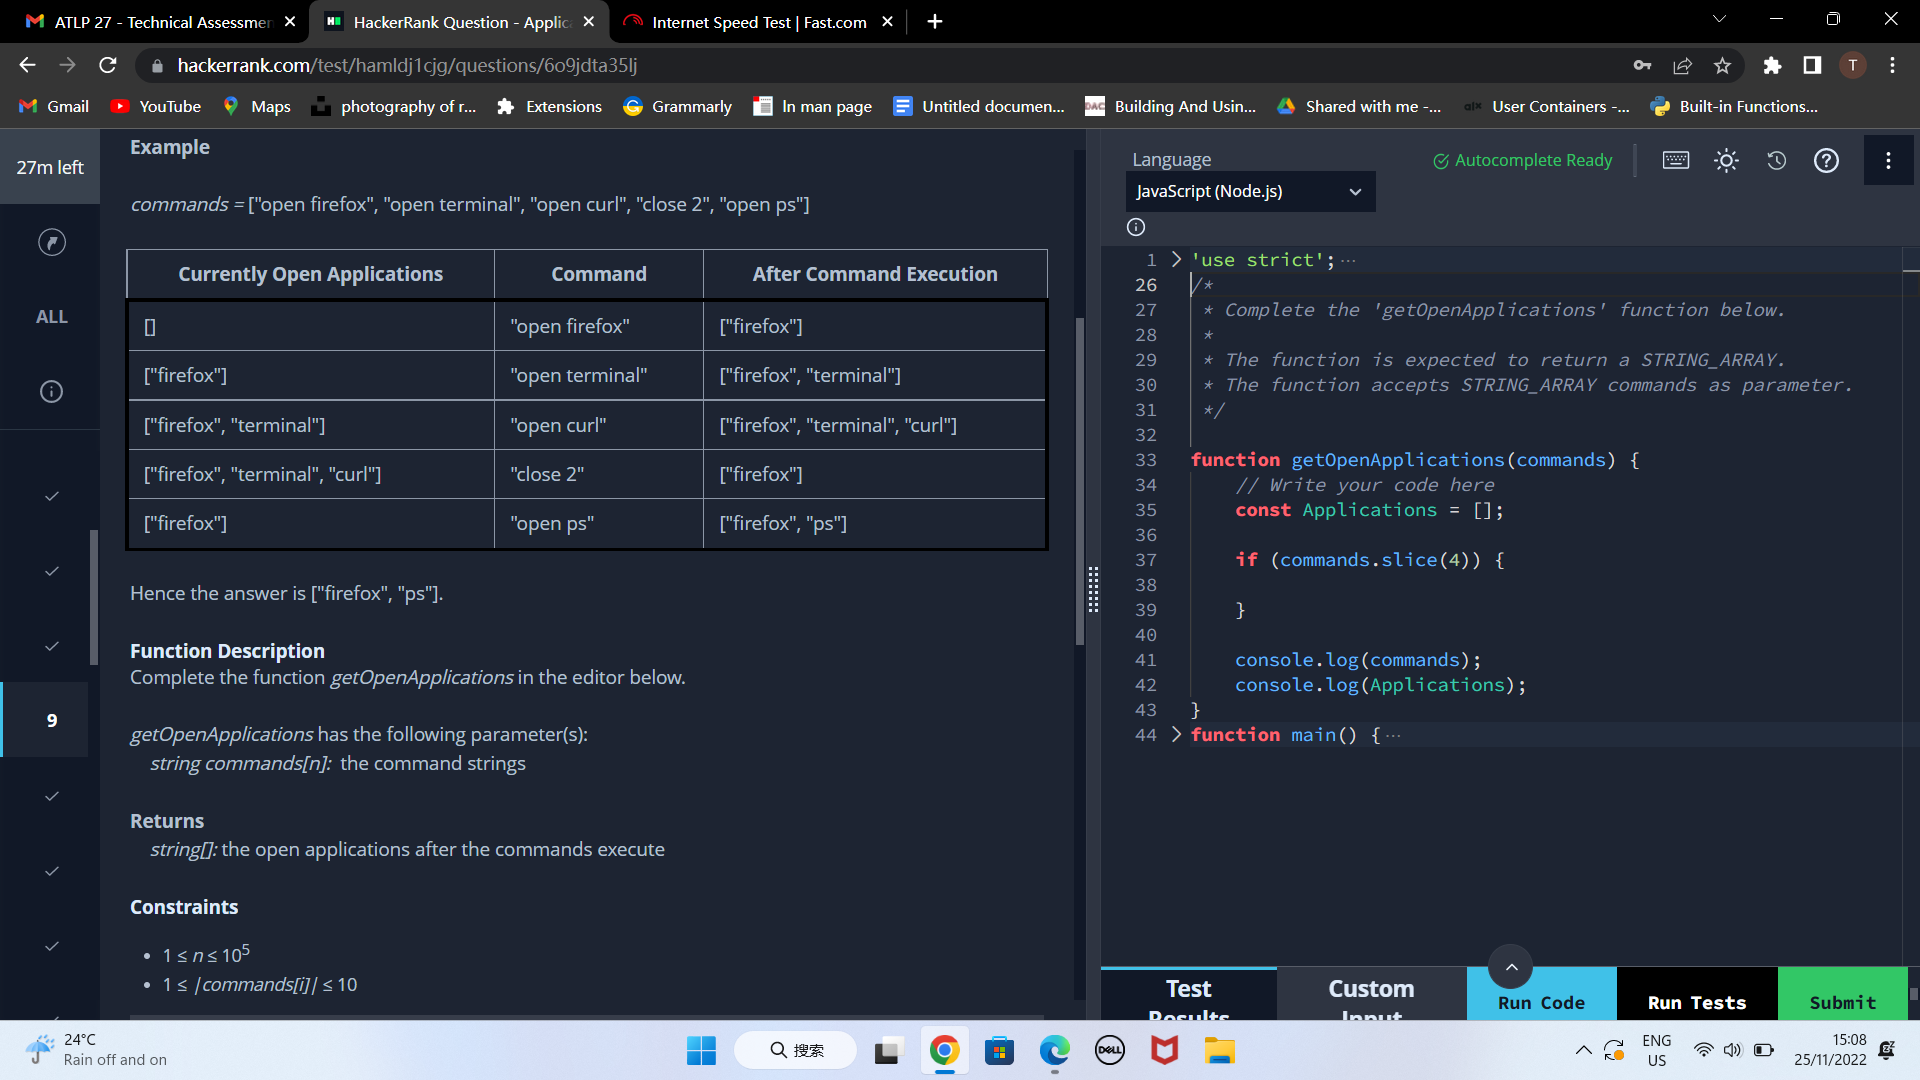 ATLP 27 - Technical Assessmen
HackerRank Question - Applic
Internet Speed Test | Fast.com
hackerrank.com/test/hamldj1cjg/questions/6o9jdta35lj
T
Gmail
YouTube
Maps
photography of r...
Extensions
Grammarly
In man page
Untitled documen...
Building And Usin...
Shared with me -...
User Containers -...
Built-in Functions...
27m left
ALL
9
Example
commands = ["open firefox", "open terminal", "open curl", "close 2", "open ps"]
Currently Open Applications Command After Command Execution
[] "open firefox" ["firefox"]
["firefox"] "open terminal" ["firefox", "terminal"]
["firefox", "terminal"] "open curl" ["firefox", "terminal", "curl"]
["firefox", "terminal", "curl"] "close 2" ["firefox"]
["firefox"] "open ps" ["firefox", "ps"]
Hence the answer is ["firefox", "ps"].
Function Description
Complete the function getOpenApplications in the editor below.
getOpenApplications has the following parameter(s):
string commands[n]: the command strings
Returns
string[]: the open applications after the commands execute
Constraints
• 1 ≤ n ≤ 10⁵
• 1 ≤ |commands[i]| ≤ 10
Language
Autocomplete Ready
JavaScript (Node.js)
1 'use strict'; ...
26 /*
27 * Complete the 'getOpenApplications' function below.
28 *
29 * The function is expected to return a STRING_ARRAY.
30 * The function accepts STRING_ARRAY commands as parameter.
31 */
32
33 function getOpenApplications(commands) {
34 // Write your code here
35 const Applications = [];
36
37 if (commands.slice(4)) {
38
39 }
40
41 console.log(commands);
42 console.log(Applications);
43 }
44 function main() { ...
Test
Results
Custom
Input
Run Code
Run Tests
Submit
24°C
Rain off and on
搜索
DELL
ENG
US
15:08
25/11/2022